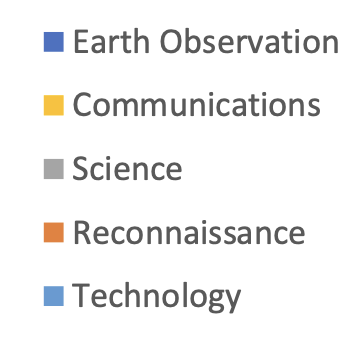 Earth Observation
Communications
Science
Reconnaissance
Technology